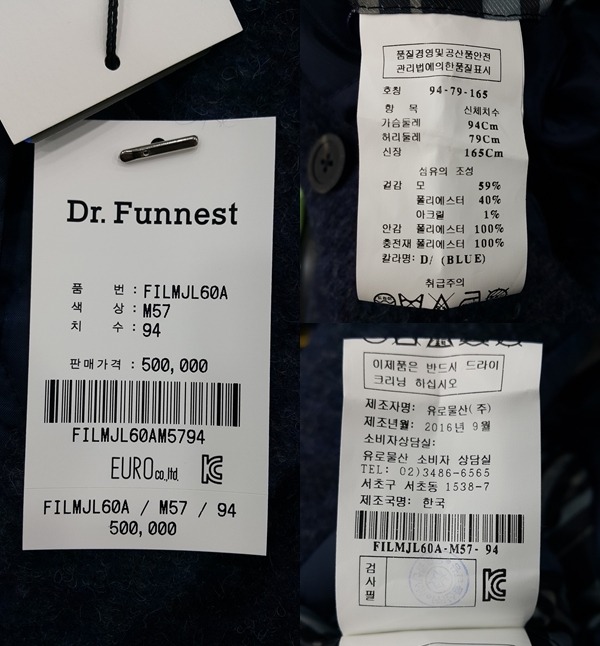 Dr. Funnest
품 번 : FILMJL60A
색 상 : M57
치 수 : 94
판매가격 : 500,000
FILMJL60AM5794
EURO co.,ltd.
FILMJL60A / M57 / 94
500,000
품질경영및공산품안전
관리법에의한품질표시
호칭 94-79-165
항 목 신체치수
가슴둘레 94Cm
허리둘레 79Cm
신장 165Cm
섬유의 조성
겉감 모 59%
폴리에스터 40%
아크릴 1%
안감 폴리에스터 100%
충전재 폴리에스터 100%
칼라명: D/ (BLUE)
취급주의
이제품은 반드시 드라이
크리닝 하십시오
제조자명: 유로물산(주)
제조년월: 2016년 9월
소비자상담실:
유로물산 소비자 상담실
TEL: 02)3486-6565
서초구 서초동 1538-7
제조국명: 한국
FILMJL60A-M57- 94
검
사
필